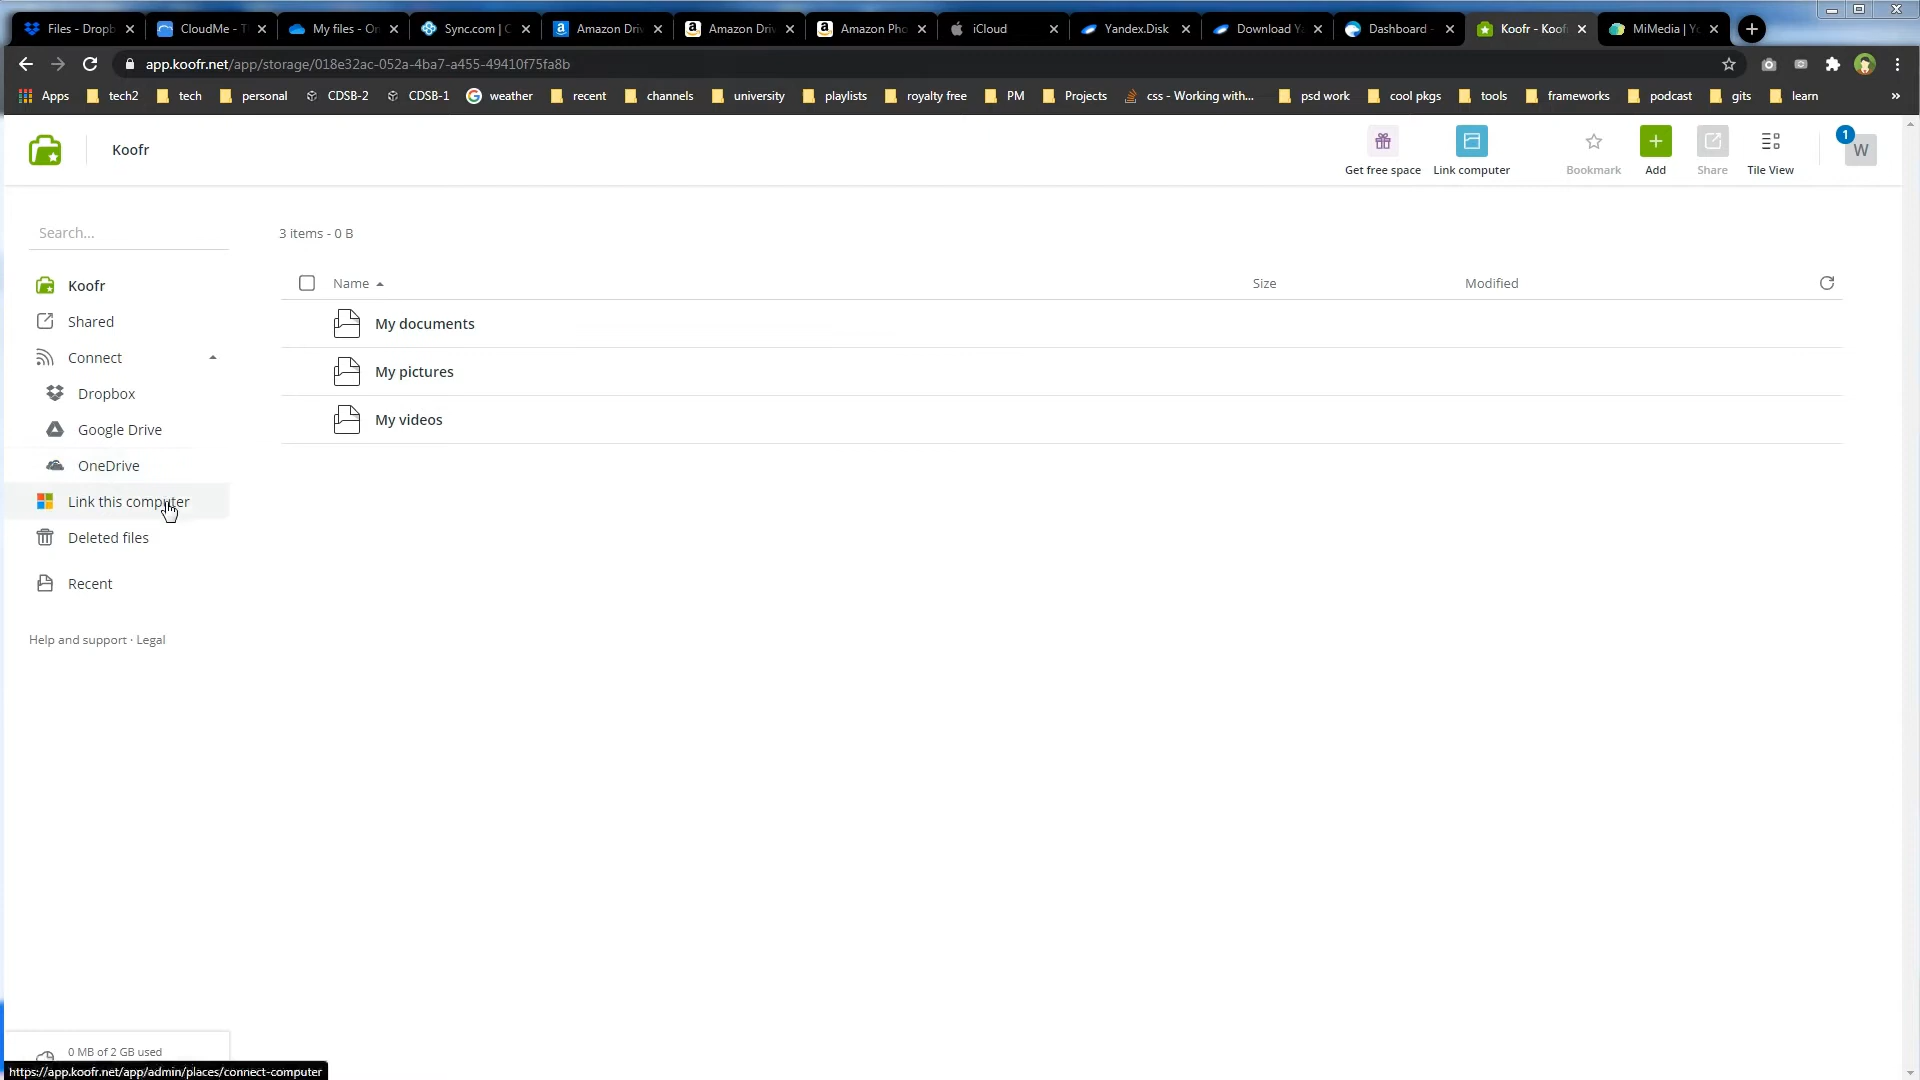 Files - Dropb
CloudMe - T
My files - On
Sync.com | C
Amazon Driv
Amazon Driv
Amazon Pho
iCloud
Yandex.Disk
Download Y
Dashboard -
Koofr - Koof
MiMedia | Yo
app.koofr.net/app/storage/018e32ac-052a-4ba7-a455-49410f75fa8b
Apps
tech2
tech
personal
CDSB-2
CDSB-1
weather
recent
channels
university
playlists
royalty free
PM
Projects
css - Working with...
psd work
cool pkgs
tools
frameworks
podcast
gits
learn
»
Koofr
Get free space
Link computer
Bookmark
Add
Share
Tile View
1
W
Search...
3 items - 0 B
Name
Size
Modified
Koofr
Shared
Connect
Dropbox
Google Drive
OneDrive
Link this computer
Deleted files
Recent
My documents
My pictures
My videos
Help and support · Legal
0 MB of 2 GB used
https://app.koofr.net/app/admin/places/connect-computer